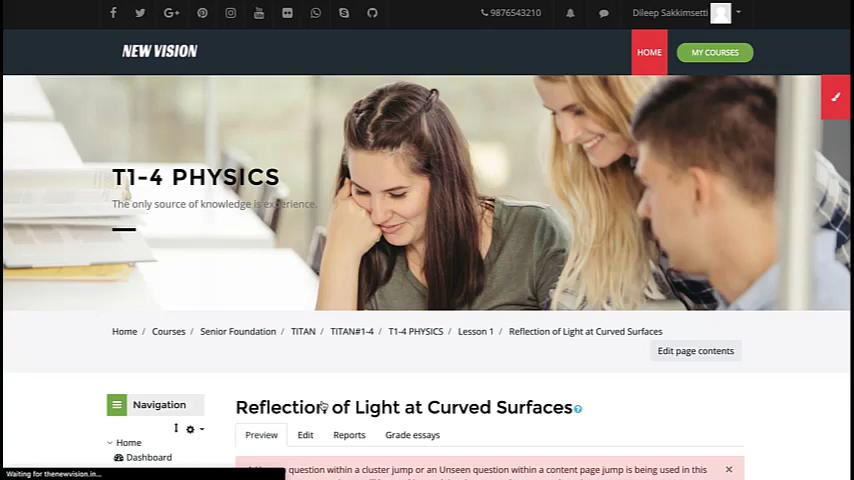 9876543210
Dileep Sakkimsetti
NEW VISION
HOME
MY COURSES
T1-4 PHYSICS
The only source of knowledge is experience.
Home / Courses / Senior Foundation / TITAN / TITAN#1-4 / T1-4 PHYSICS / Lesson 1 / Reflection of Light at Curved Surfaces
Edit page contents
Navigation
Reflection of Light at Curved Surfaces
Preview
Edit
Reports
Grade essays
Home
Dashboard
question within a cluster jump or an Unseen question within a content page jump is being used in this
Waiting for thenewvision.in...